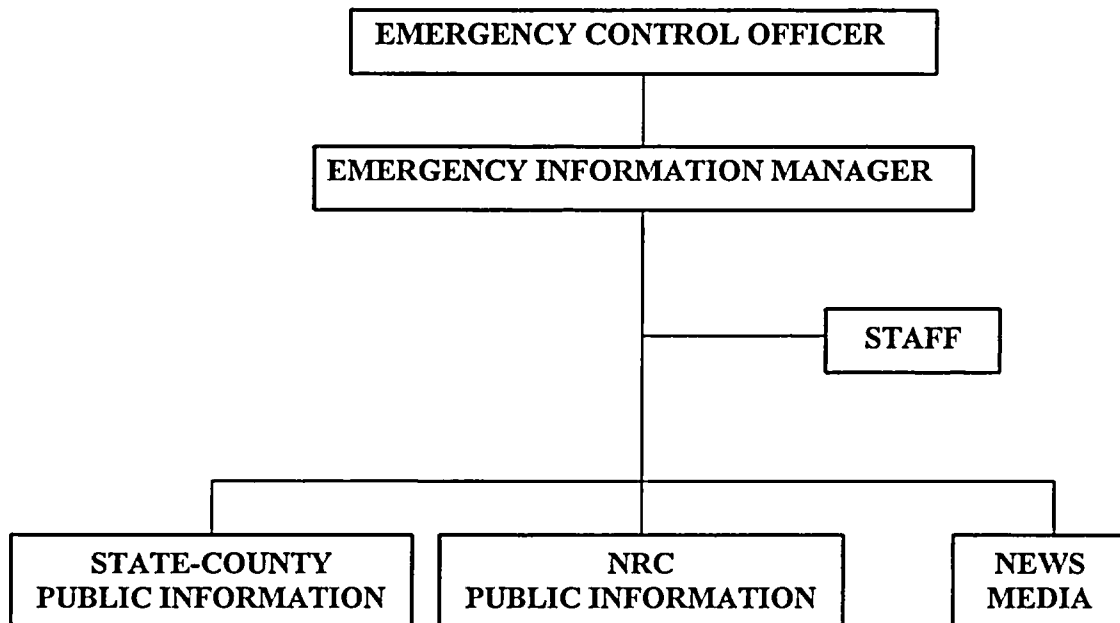 EMERGENCY CONTROL OFFICER
EMERGENCY INFORMATION MANAGER
STAFF
STATE-COUNTY
PUBLIC INFORMATION
NRC
PUBLIC INFORMATION
NEWS
MEDIA